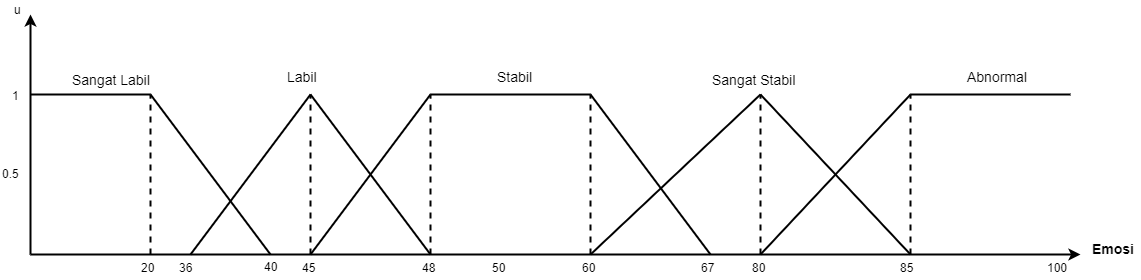 u
Sangat Labil
Labil
Stabil
Sangat Stabil
Abnormal
1
0.5
Emosi
20 36 40 45 48 50 60 67 80 85 100